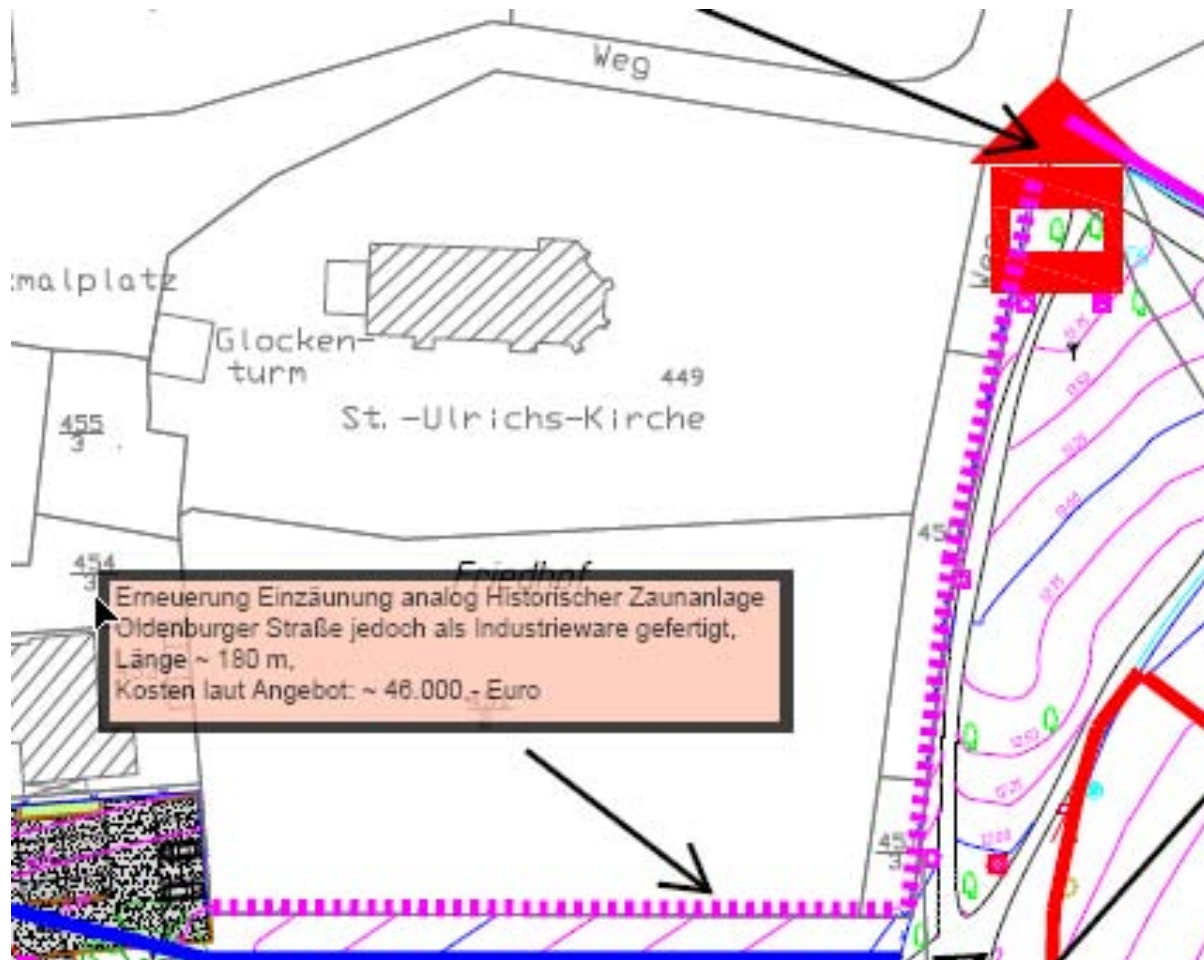 Weg
Weg
malplatz
Glocken-
turm
449
St.-Ulrichs-Kirche
455
3
454
3
45
Friedhof
Erneuerung Einzäunung analog Historischer Zaunanlage
Oldenburger Straße jedoch als Industrieware gefertigt,
Länge ~ 180 m,
Kosten laut Angebot: ~ 46.000,- Euro
45
3